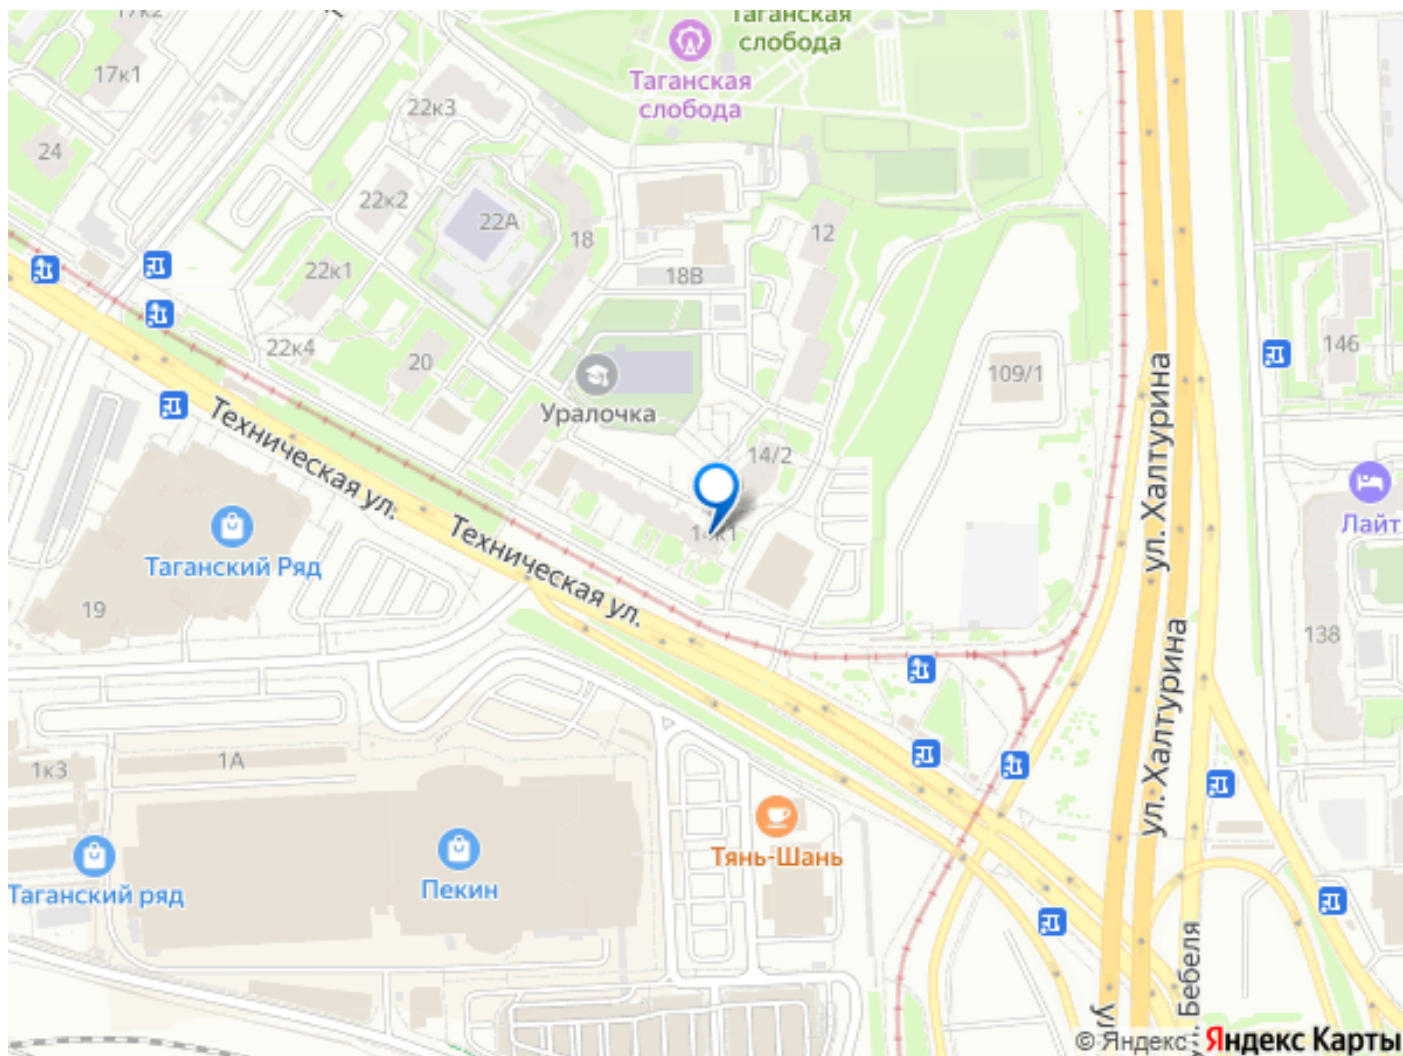 17к2
Таганская
слобода
17к1
Таганская
слобода
22к3
24
22к2
22А
18
12
18В
22к1
22к4
20
146
109/1
Уралочка
ул. Халтурина
ул. Халтурина
Техническая ул.
Техническая ул.
14/2
14к1
Лайт
Таганский Ряд
19
138
1к3
1А
Таганский ряд
Пекин
Тянь-Шань
ул. Бебеля
© Яндекс Яндекс Карты